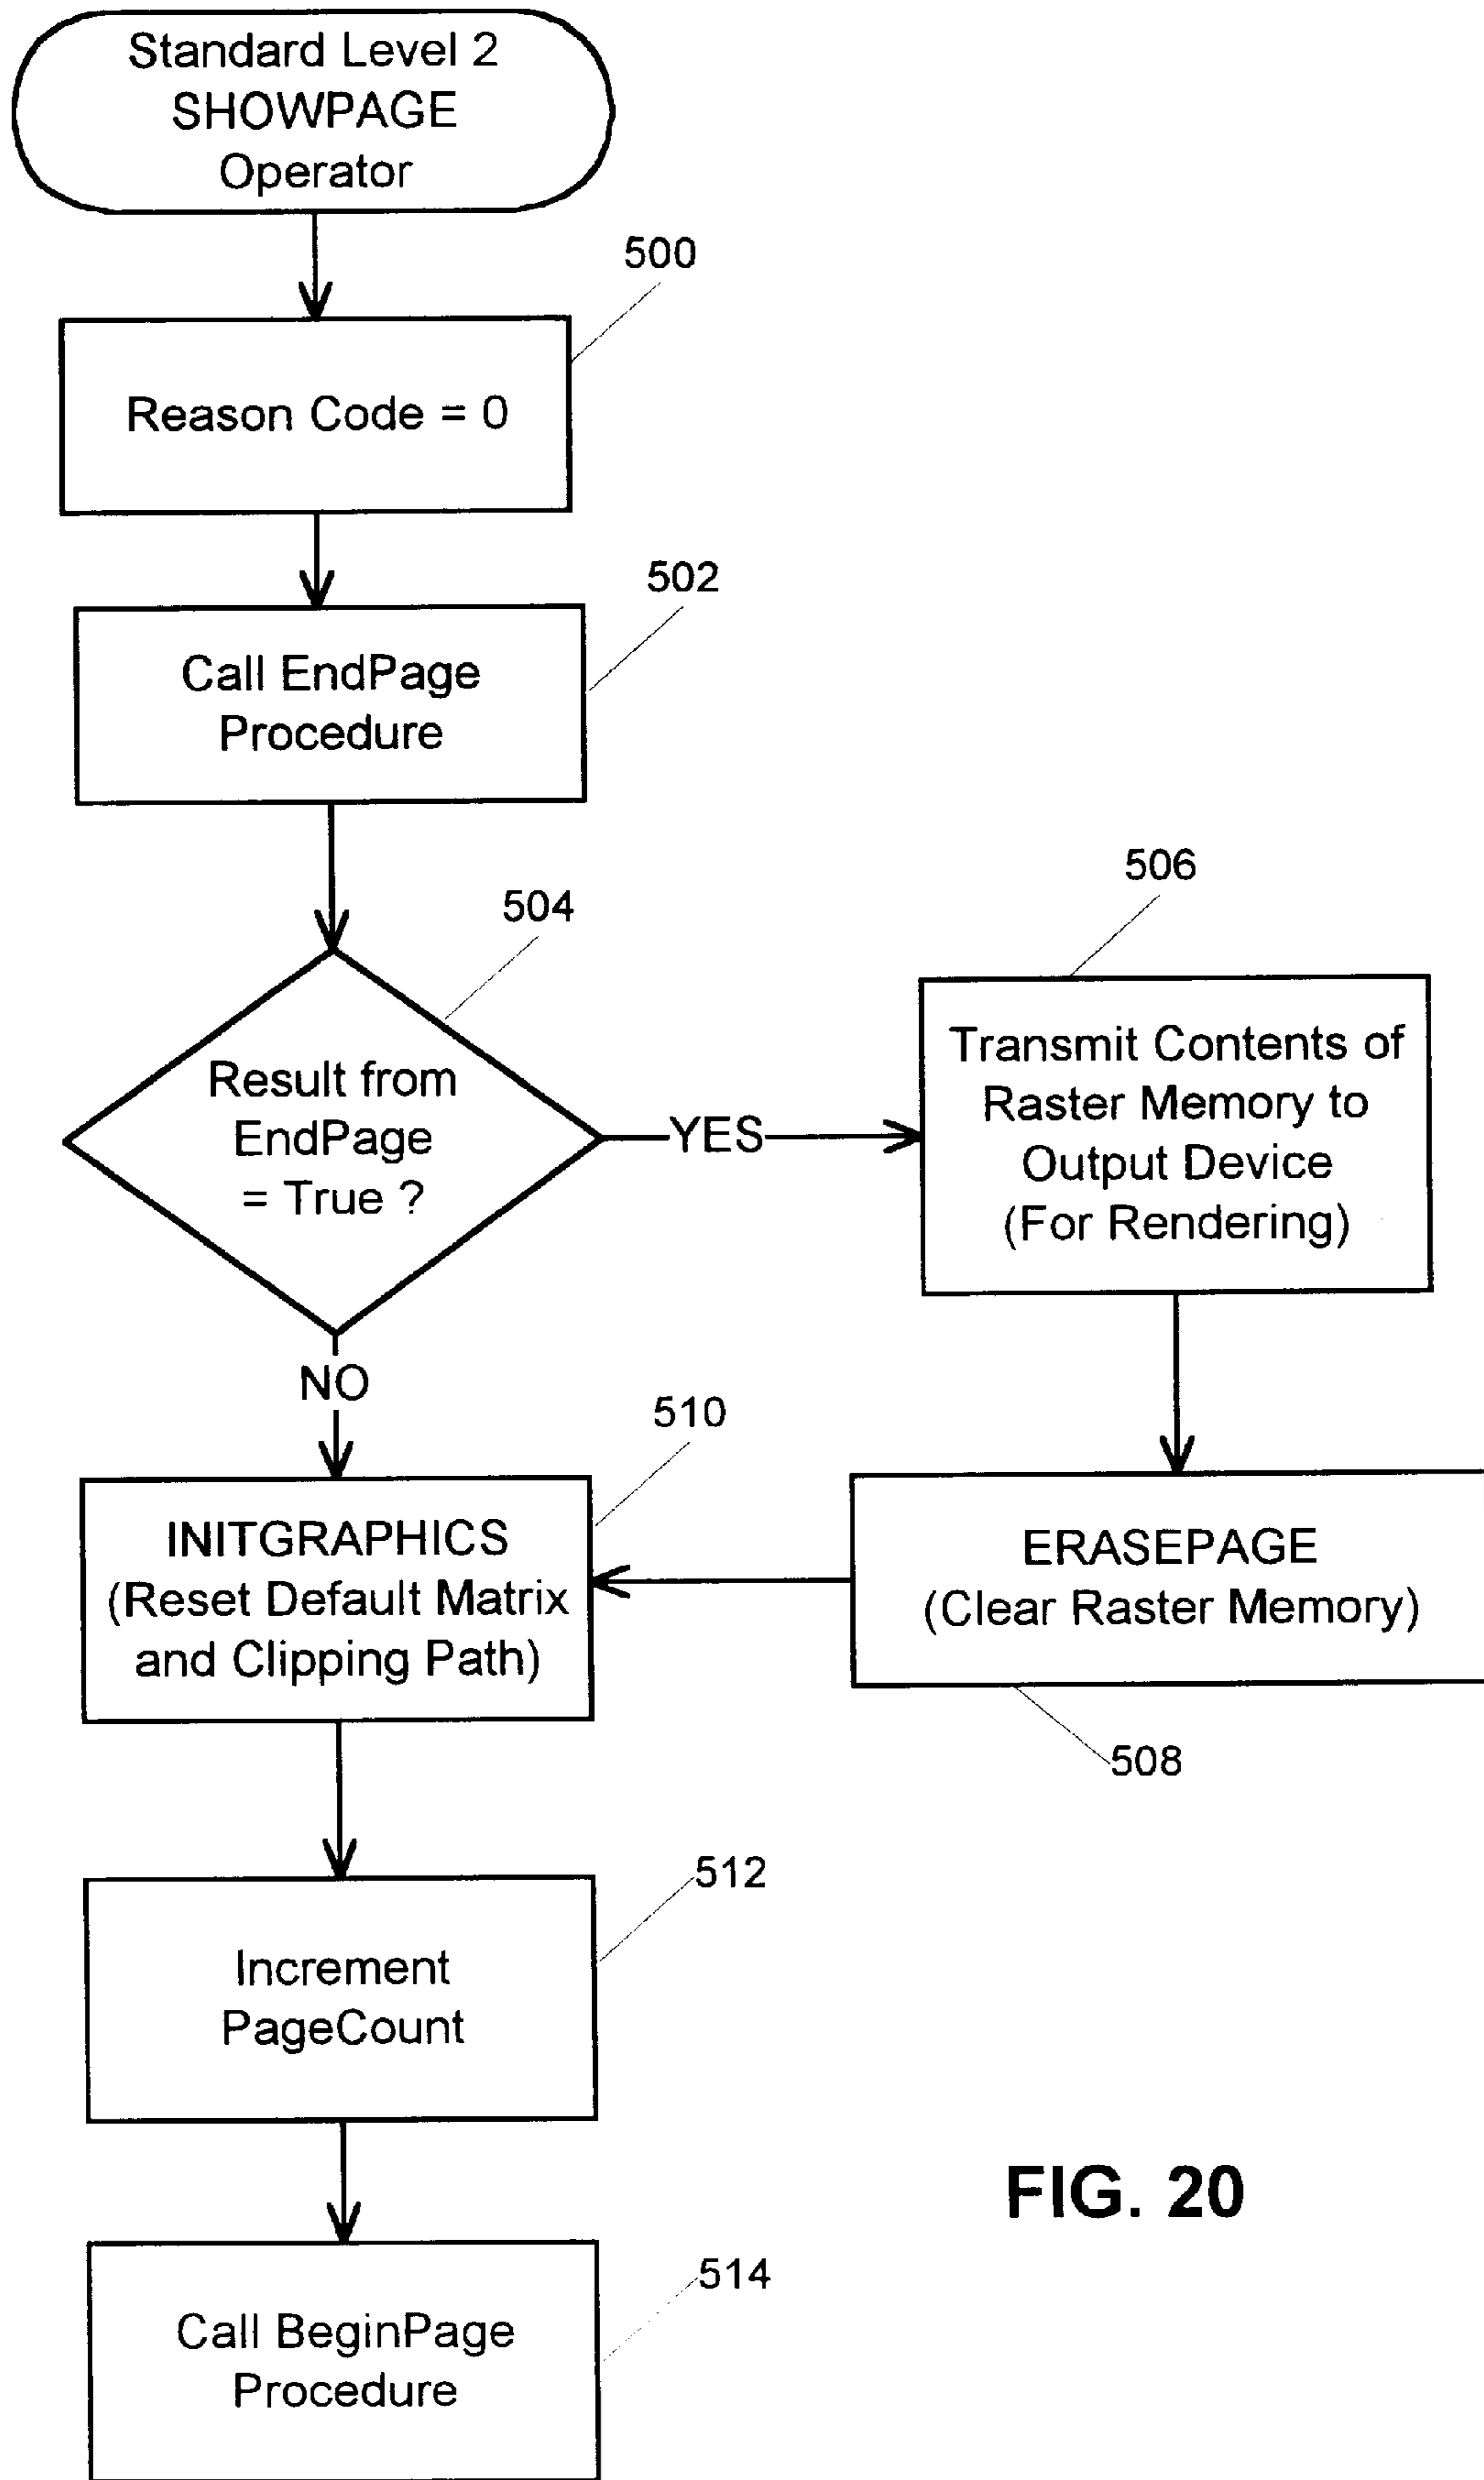 Standard Level 2
SHOWPAGE
Operator
500
Reason Code = 0
502
Call EndPage
Procedure
504
Result from
EndPage
= True ?
YES
506
Transmit Contents of
Raster Memory to
Output Device
(For Rendering)
NO
510
INITGRAPHICS
(Reset Default Matrix
and Clipping Path)
ERASEPAGE
(Clear Raster Memory)
508
512
Increment
PageCount
514
Call BeginPage
Procedure
FIG. 20